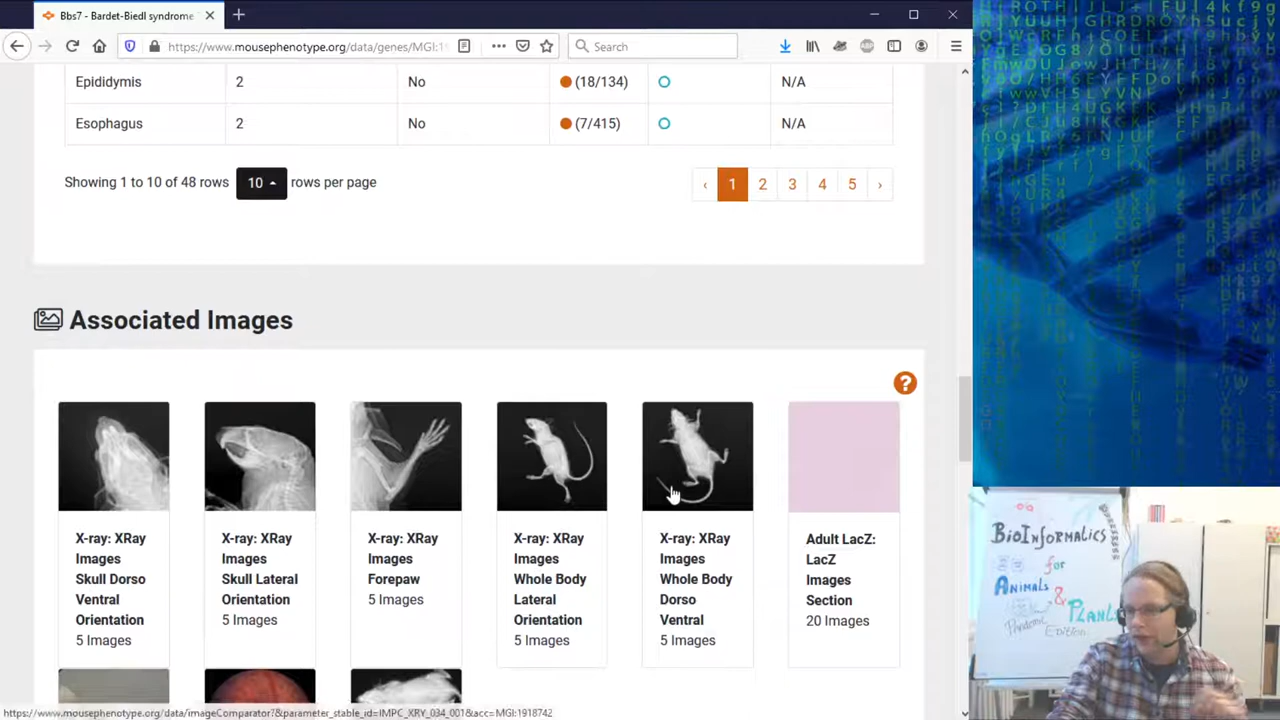 Bbs7 - Bardet-Biedl syndrome
https://www.mousephenotype.org/data/genes/MGI:19
Search
Epididymis 2 No (18/134) N/A
Esophagus 2 No (7/415) N/A
Showing 1 to 10 of 48 rows 10 rows per page
‹ 1 2 3 4 5 ›
Associated Images
?
X-ray: XRay
Images
Skull Dorso
Ventral
Orientation
5 Images
X-ray: XRay
Images
Skull Lateral
Orientation
5 Images
X-ray: XRay
Images
Forepaw
5 Images
X-ray: XRay
Images
Whole Body
Lateral
Orientation
5 Images
X-ray: XRay
Images
Whole Body
Dorso
Ventral
5 Images
Adult LacZ:
LacZ
Images
Section
20 Images
https://www.mousephenotype.org/data/imageComparator?&parameter_stable_id=IMPC_XRY_034_001&acc=MGI:1918742
BioInformatics
for
Animals
&
Plants
Pandemic
Edition